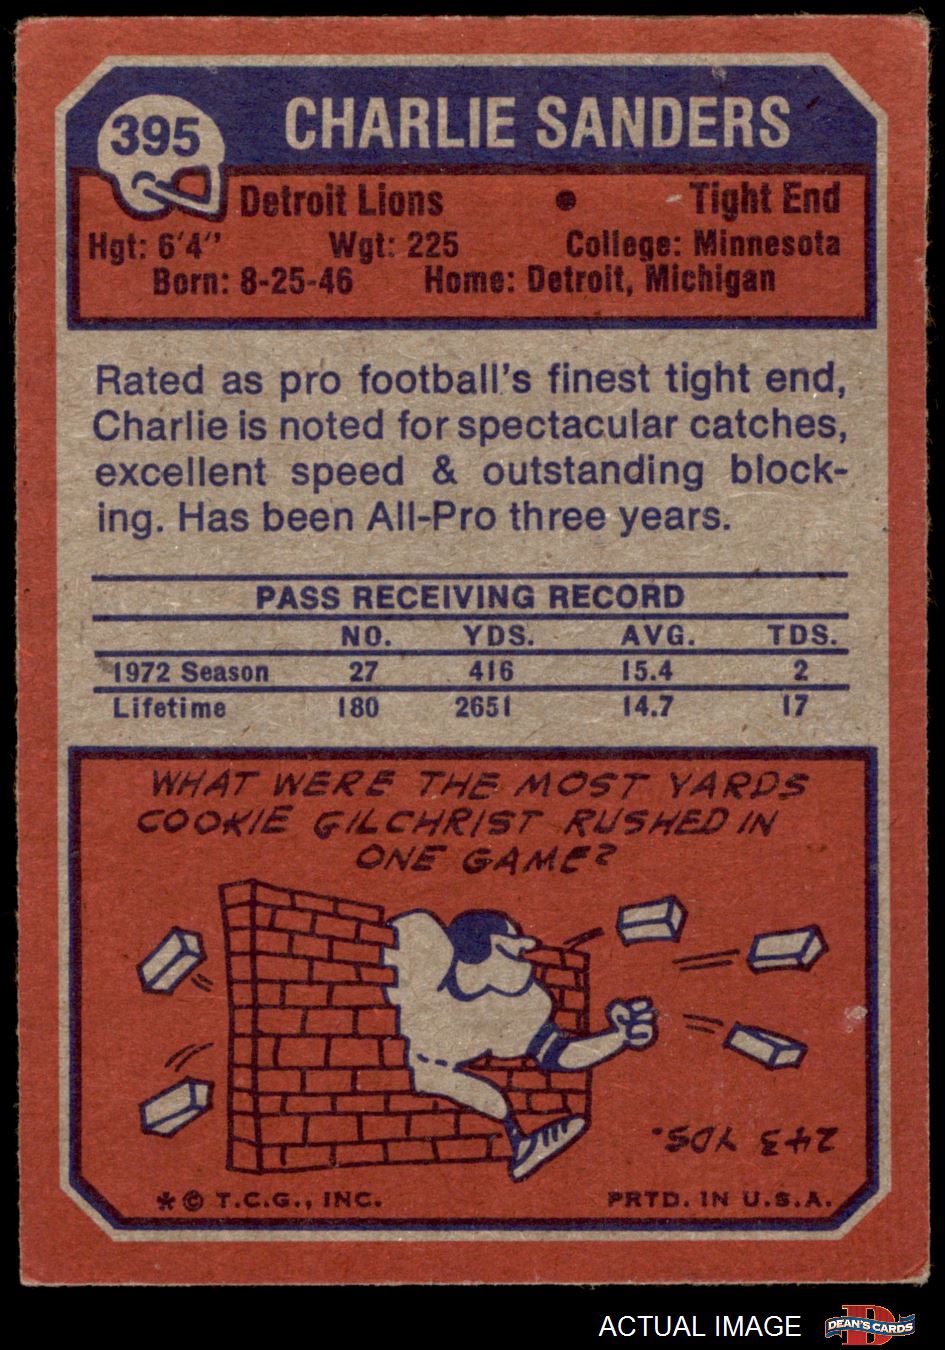 395
CHARLIE SANDERS
Detroit Lions • Tight End
Hgt: 6'4" Wgt: 225 College: Minnesota
Born: 8-25-46 Home: Detroit, Michigan
Rated as pro football's finest tight end,
Charlie is noted for spectacular catches,
excellent speed & outstanding block-
ing. Has been All-Pro three years.
PASS RECEIVING RECORD
NO. YDS. AVG. TDS.
1972 Season 27 416 15.4 2
Lifetime 180 2651 14.7 17
WHAT WERE THE MOST YARDS
COOKIE GILCHRIST RUSHED IN
ONE GAME?
243 YDS.
* © T.C.G., INC. PRTD. IN U.S.A.
ACTUAL IMAGE
D
DEAN'S CARDS